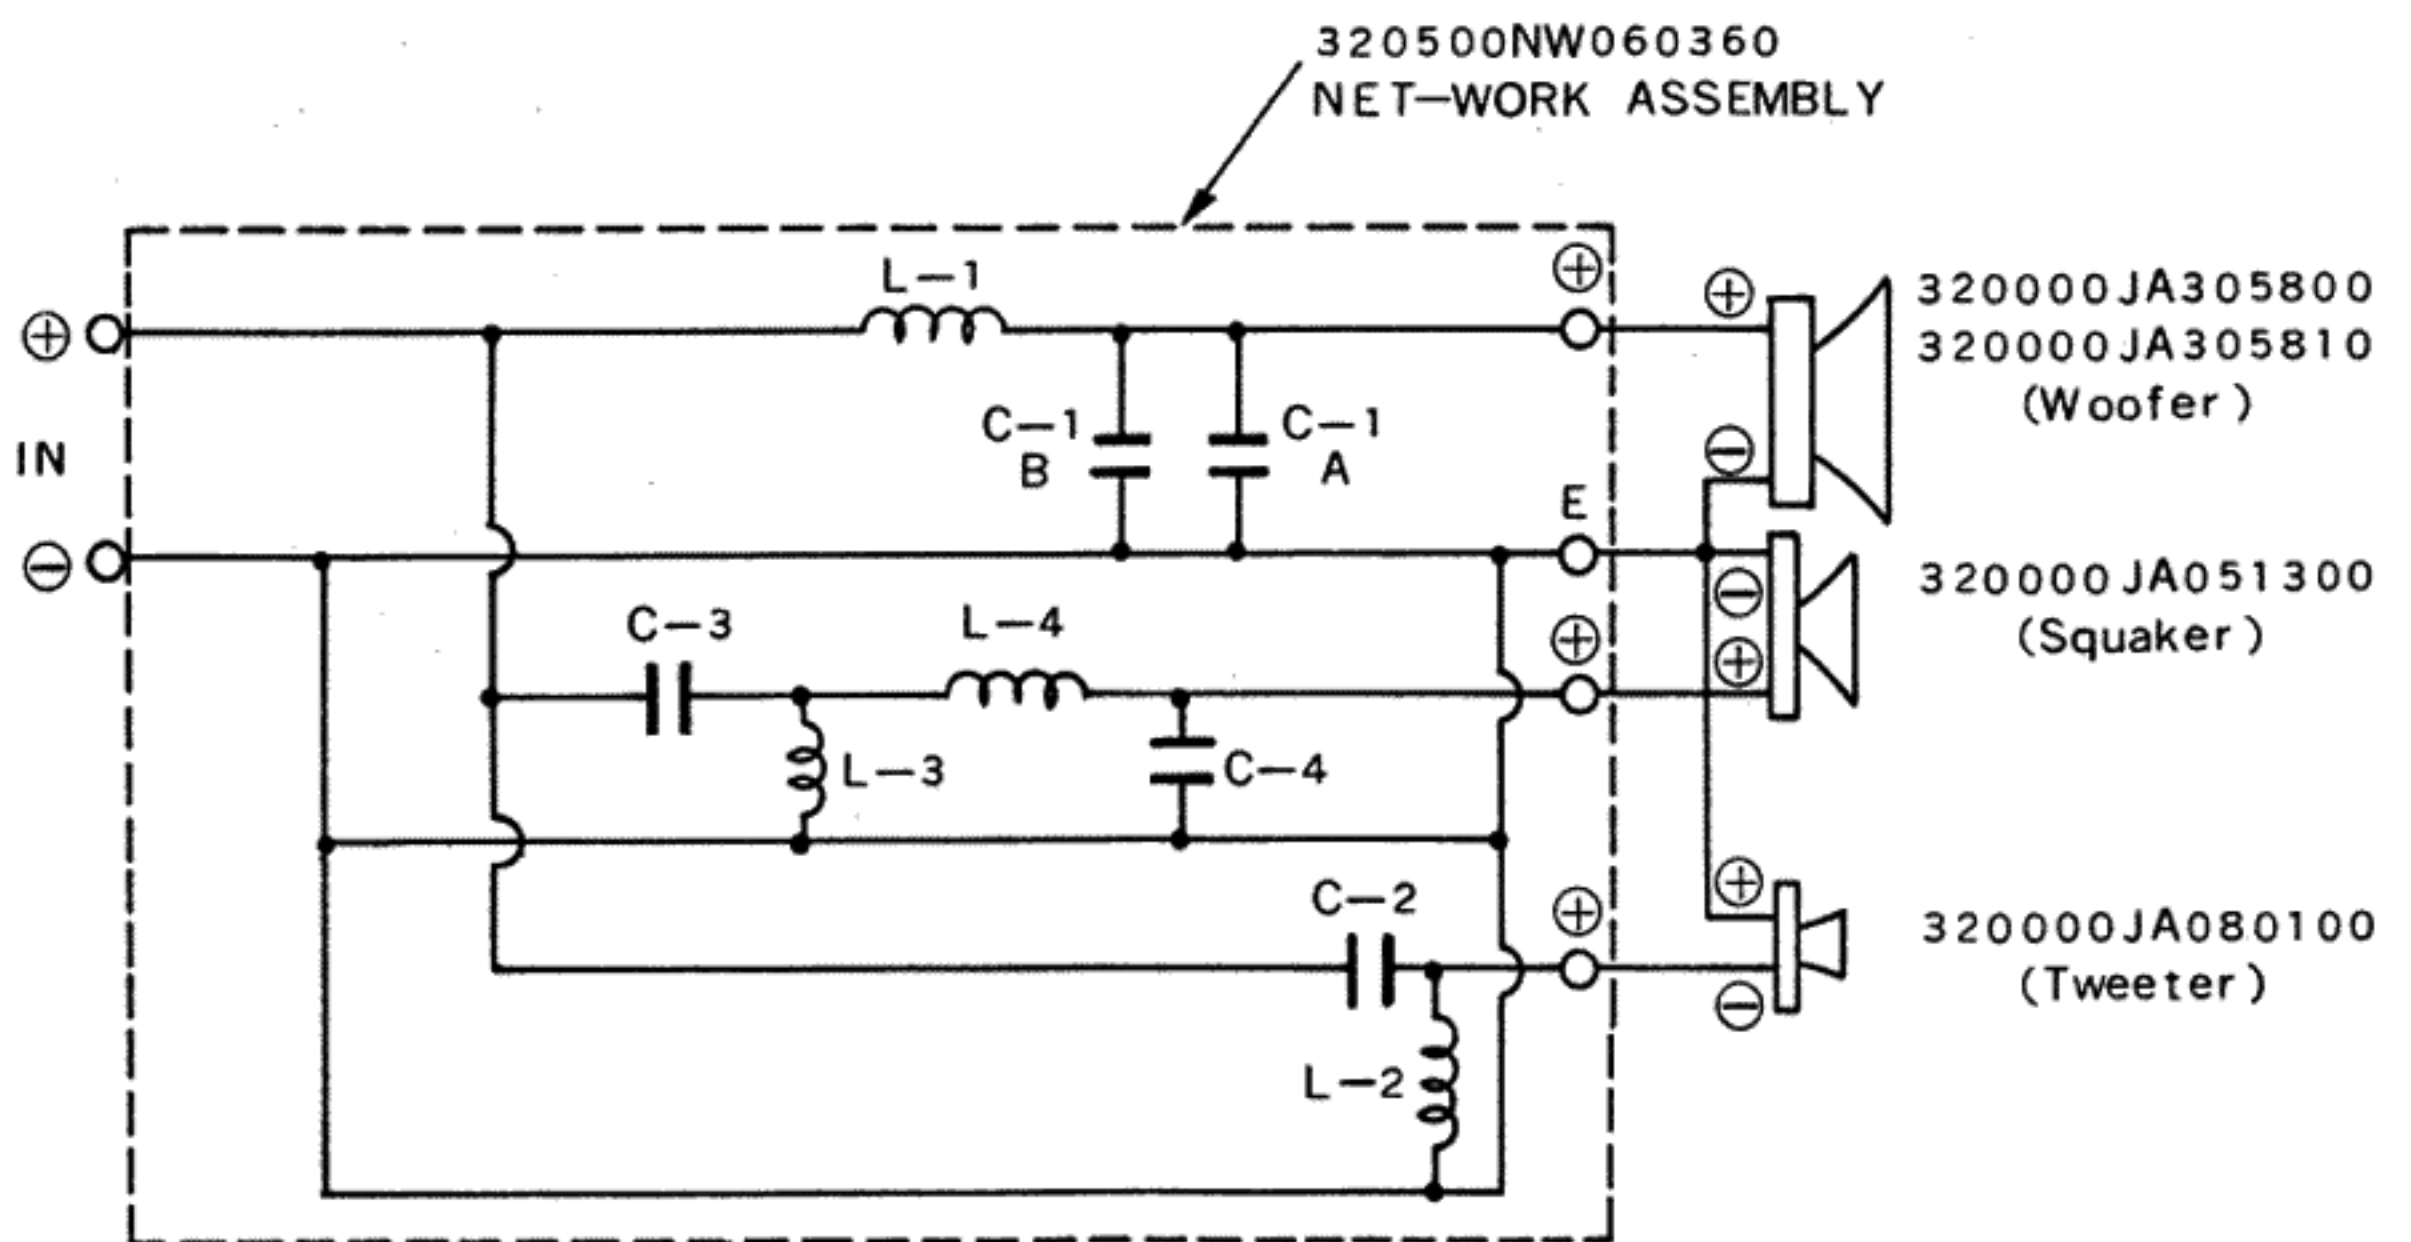 320500NW060360
NET-WORK ASSEMBLY
L-1
⊕
⊕
320000JA305800
⊕
320000JA305810
(Woofer)
C-1
B
C-1
A
⊖
IN
E
⊖
⊖
320000JA051300
C-3
L-4
⊕
(Squaker)
⊕
L-3
C-4
C-2
⊕
⊕
320000JA080100
(Tweeter)
⊖
L-2